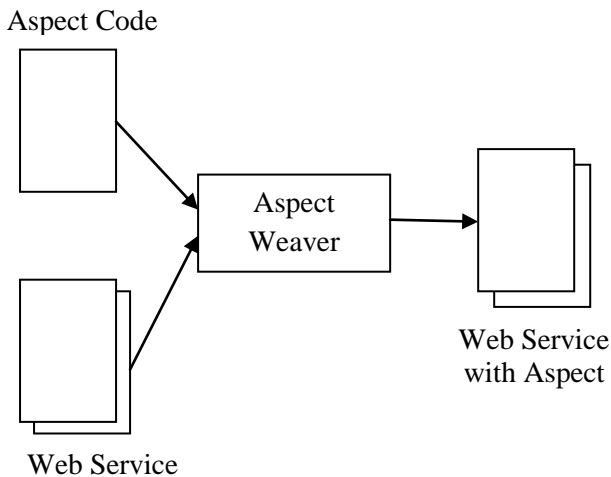 Aspect Code
Aspect
Weaver
Web Service
with Aspect
Web Service